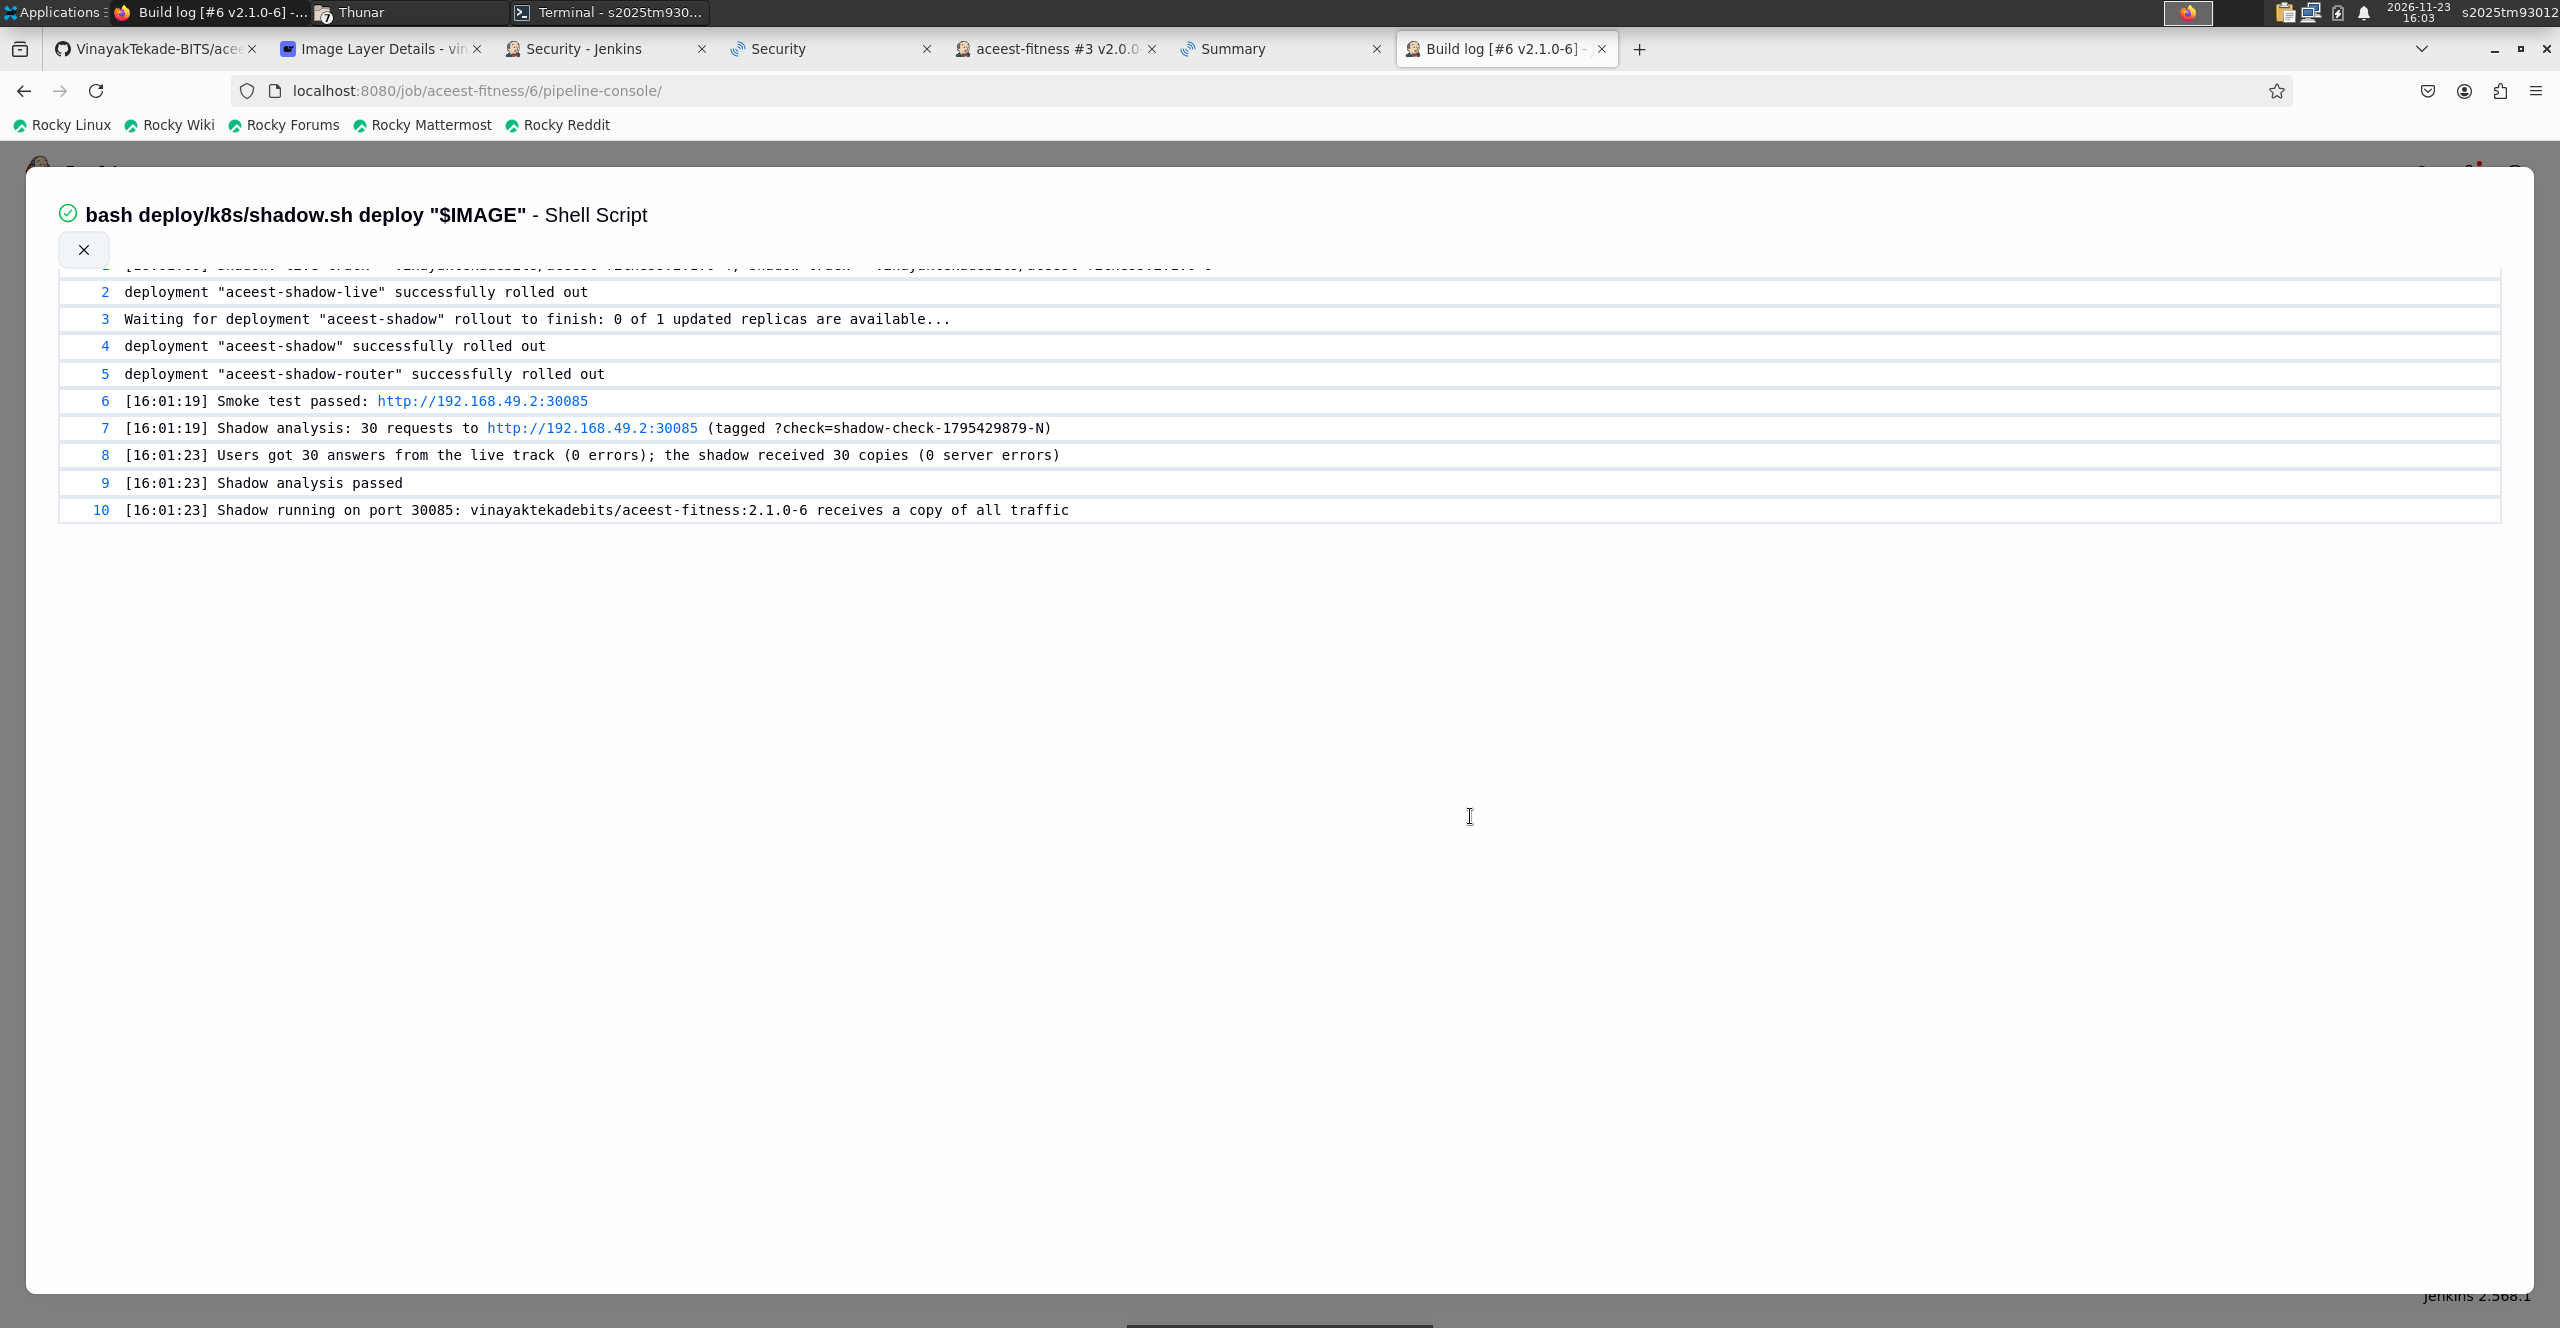 Applications
Build log [#6 v2.1.0-6] -...
7 Thunar
Terminal - s2025tm930...
2026-11-23
16:03
s2025tm93012
VinayakTekade-BITS/acee
Image Layer Details - vin
Security - Jenkins
Security
aceest-fitness #3 v2.0.0-
Summary
Build log [#6 v2.1.0-6] -
localhost:8080/job/aceest-fitness/6/pipeline-console/
Rocky Linux
Rocky Wiki
Rocky Forums
Rocky Mattermost
Rocky Reddit
bash deploy/k8s/shadow.sh deploy "$IMAGE" - Shell Script
2 deployment "aceest-shadow-live" successfully rolled out
3 Waiting for deployment "aceest-shadow" rollout to finish: 0 of 1 updated replicas are available...
4 deployment "aceest-shadow" successfully rolled out
5 deployment "aceest-shadow-router" successfully rolled out
6 [16:01:19] Smoke test passed: http://192.168.49.2:30085
7 [16:01:19] Shadow analysis: 30 requests to http://192.168.49.2:30085 (tagged ?check=shadow-check-1795429879-N)
8 [16:01:23] Users got 30 answers from the live track (0 errors); the shadow received 30 copies (0 server errors)
9 [16:01:23] Shadow analysis passed
10 [16:01:23] Shadow running on port 30085: vinayaktekadebits/aceest-fitness:2.1.0-6 receives a copy of all traffic
Jenkins 2.568.1